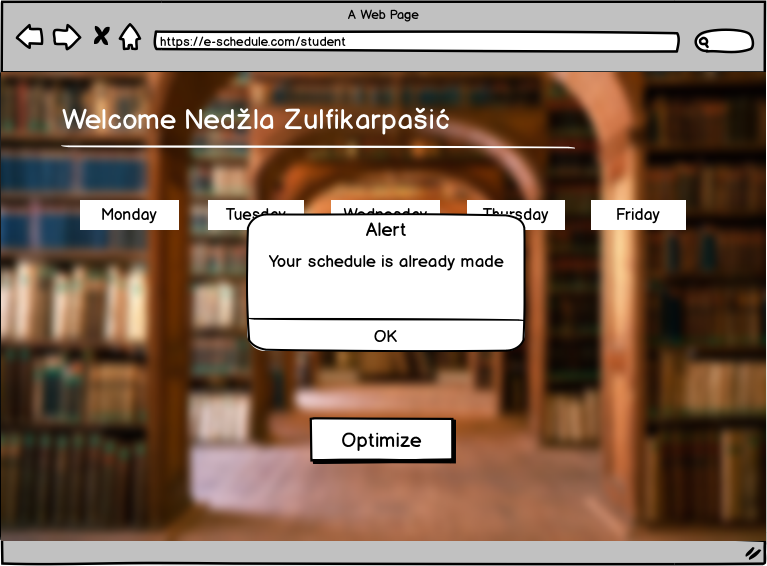 A Web Page
https://e-schedule.com/student
Welcome Nedžla Zulfikarpašić
Monday
Tuesday
Wednesday
Thursday
Friday
Alert
Your schedule is already made
OK
Optimize